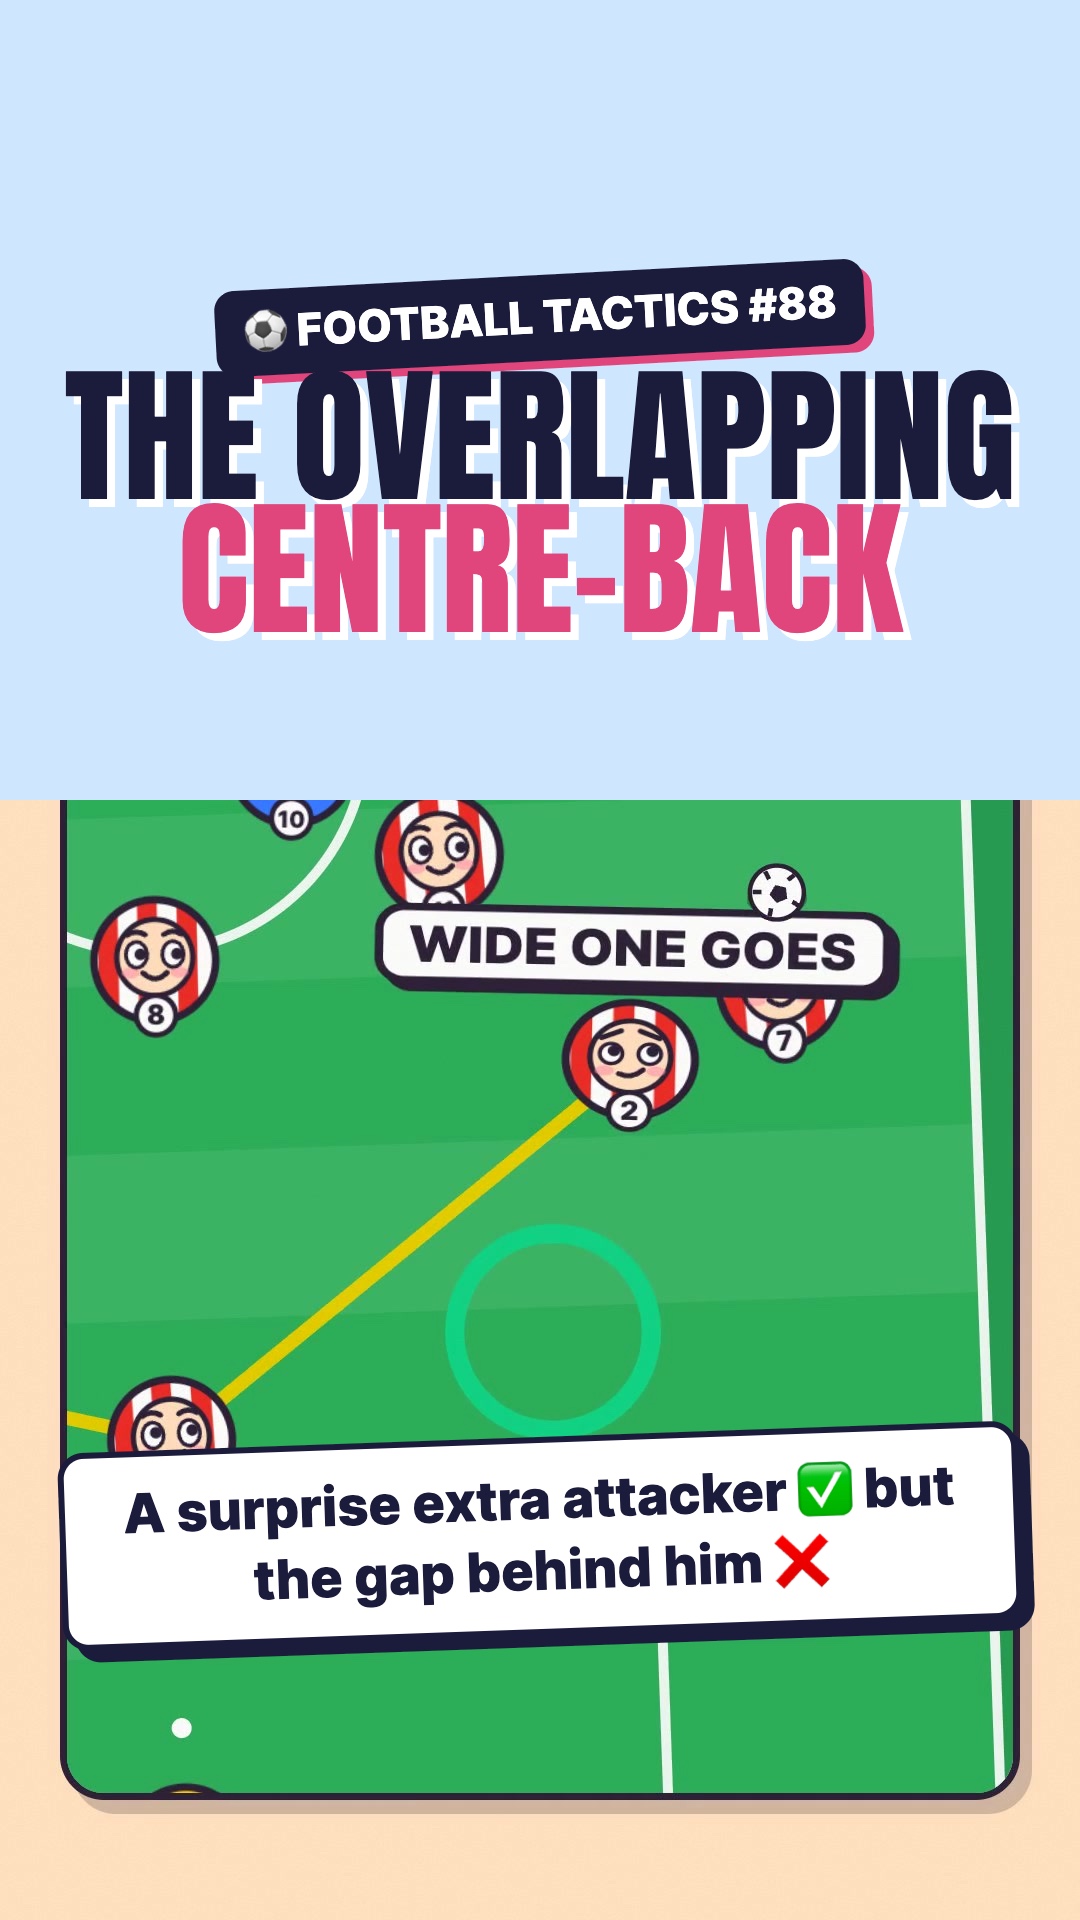 ⚽ FOOTBALL TACTICS #88
THE OVERLAPPING
CENTRE-BACK
10
WIDE ONE GOES
8
7
2
A surprise extra attacker ✅ but
the gap behind him ❌